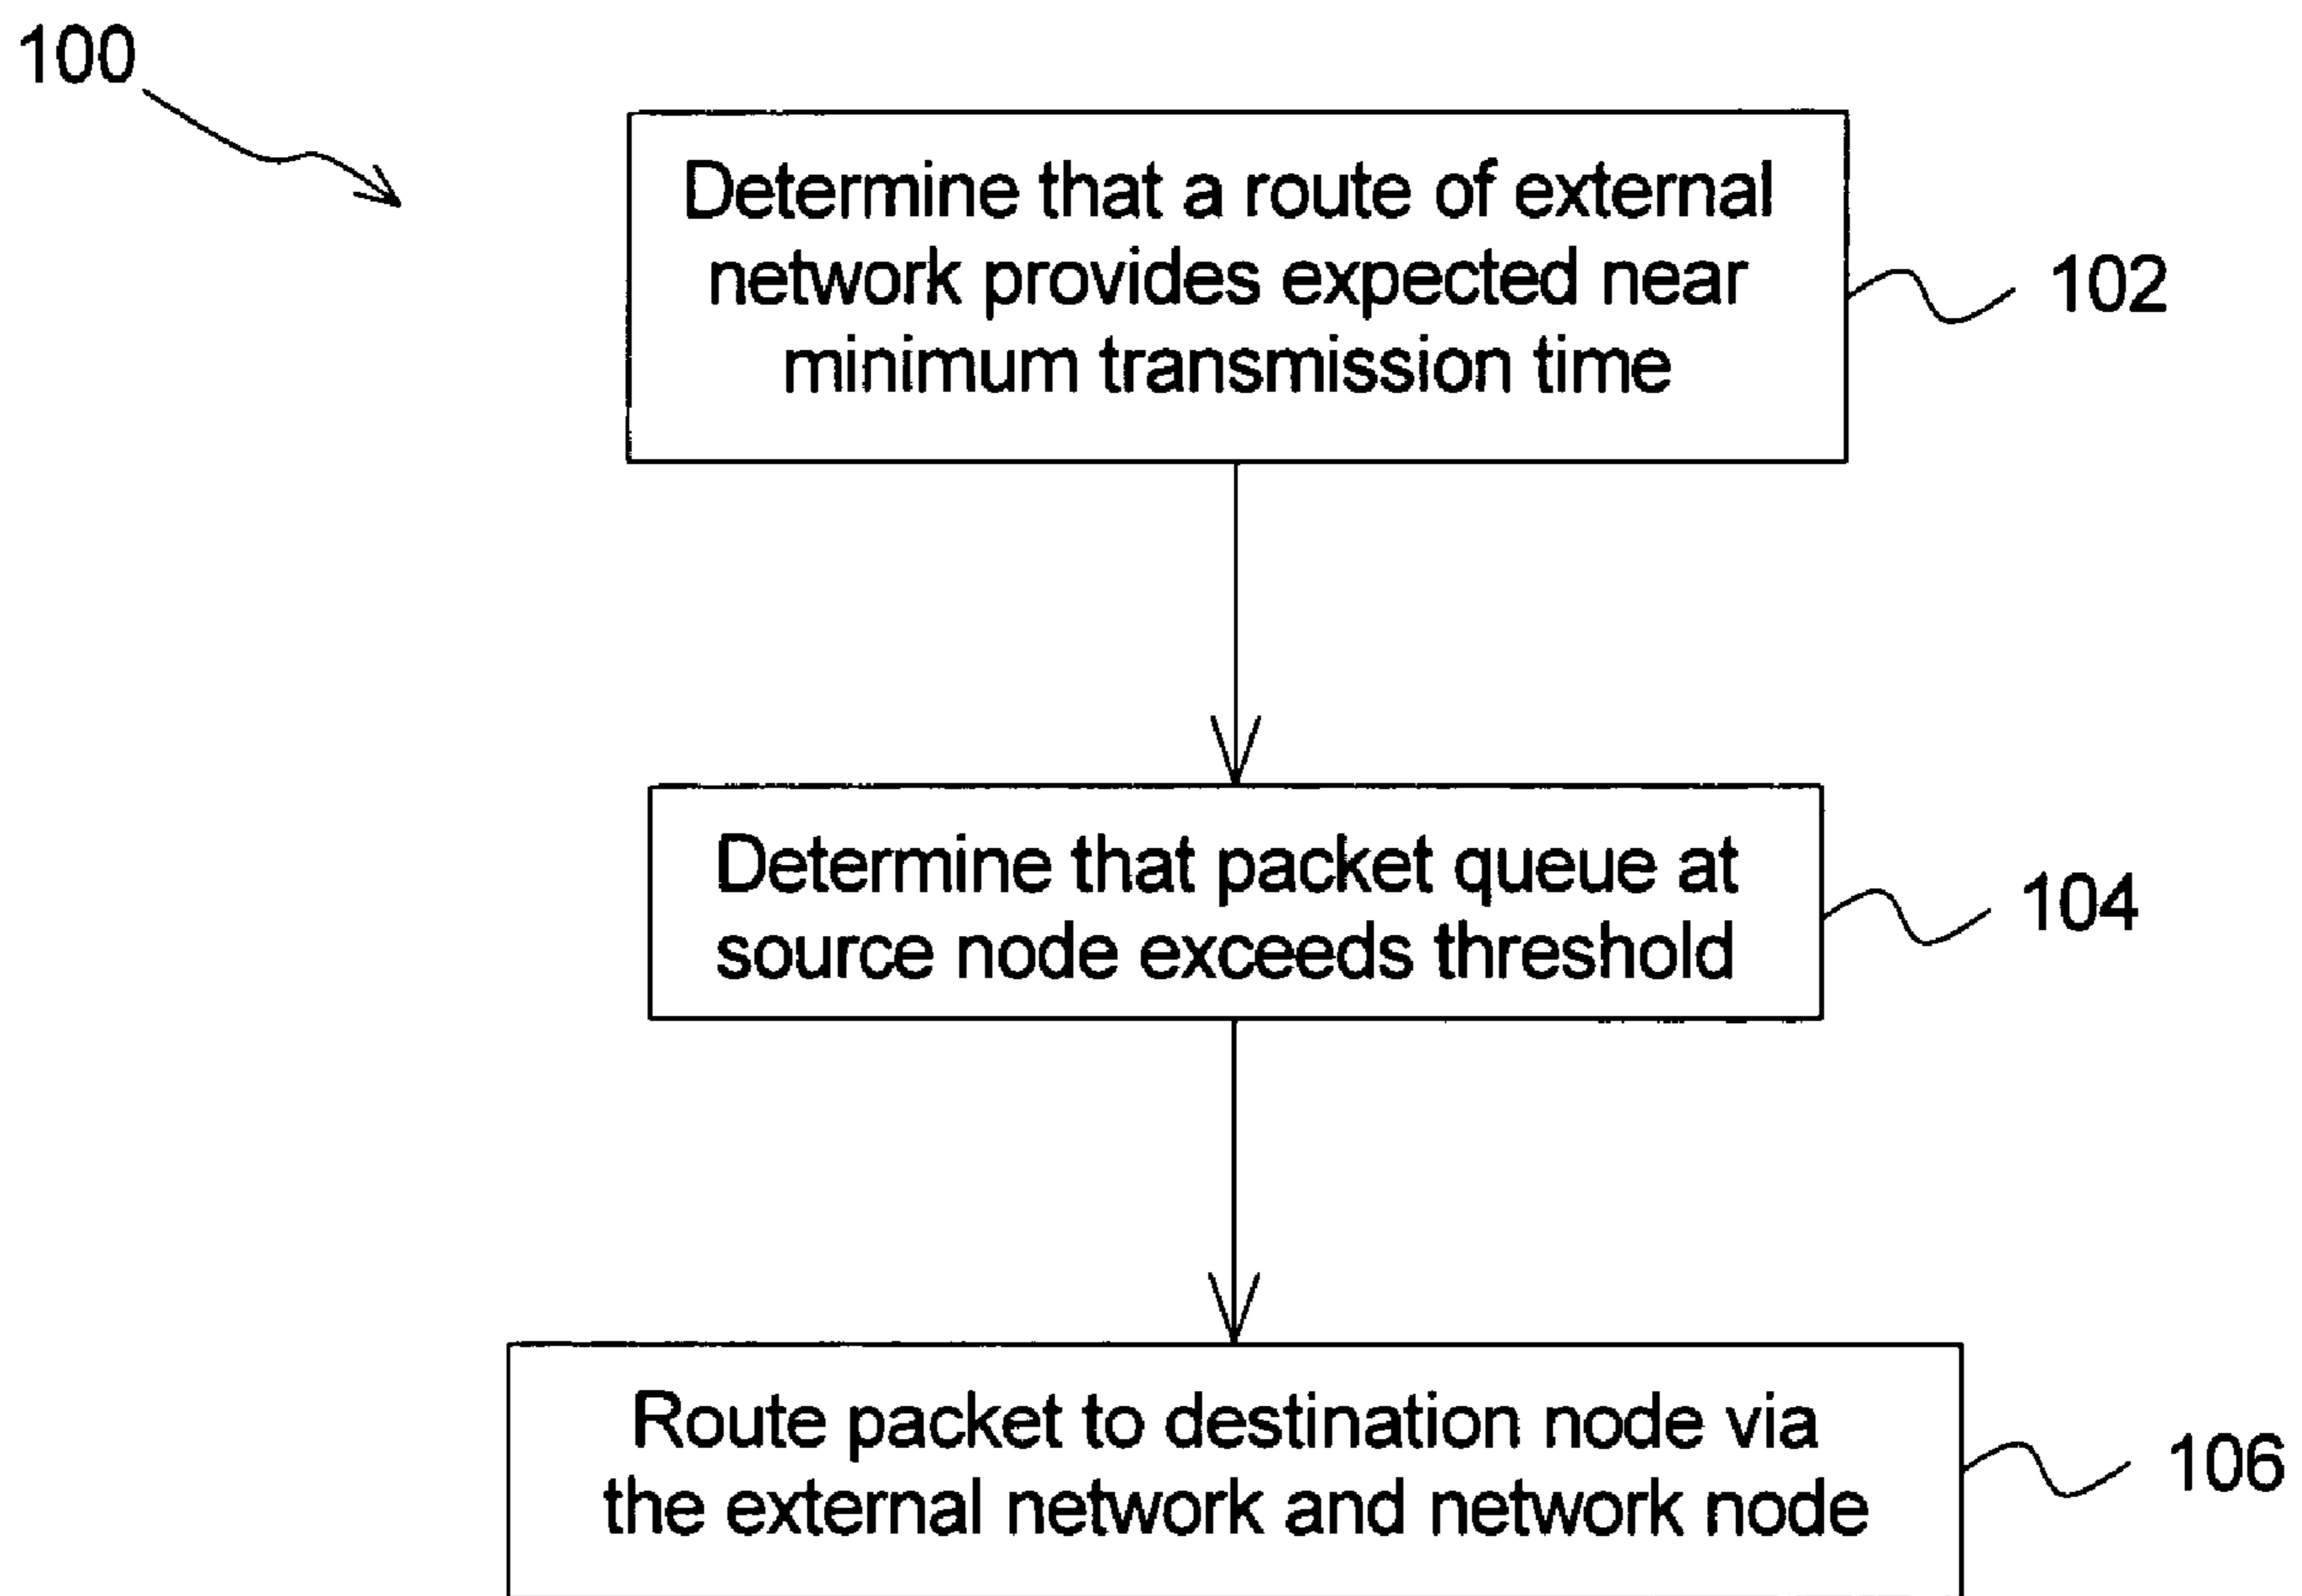 100
Determine that a route of external
network provides expected near
minimum transmission time
102
Determine that packet queue at
source node exceeds threshold
104
Route packet to destination node via
the external network and network node
106